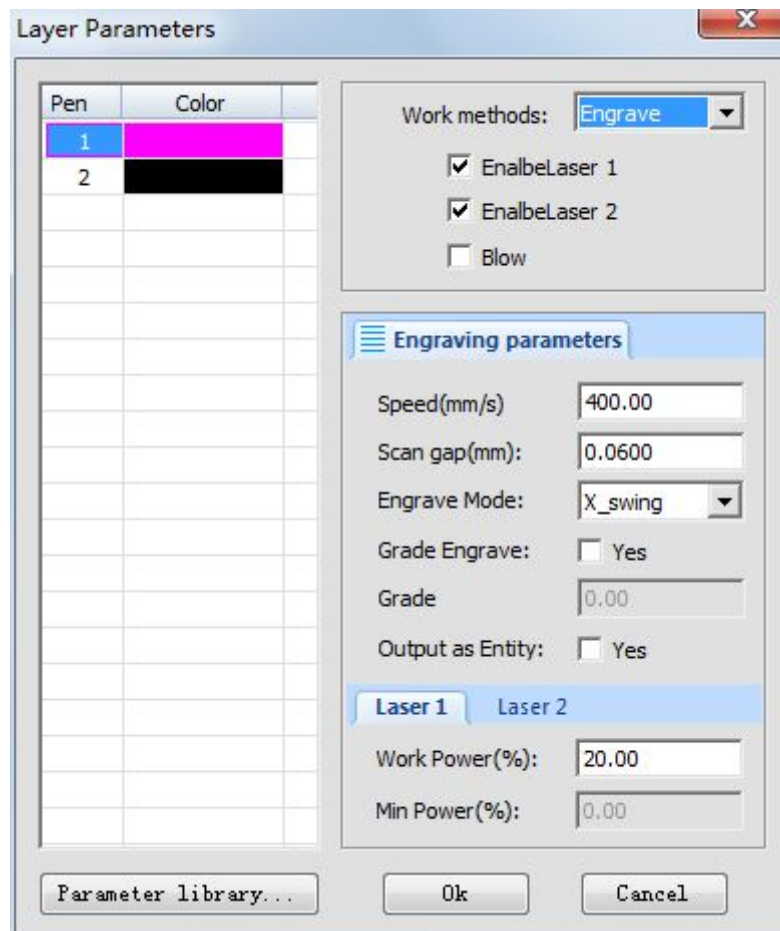 Layer Parameters
Pen Color
1
2
Work methods: Engrave
EnalbeLaser 1
EnalbeLaser 2
Blow
Engraving parameters
Speed(mm/s) 400.00
Scan gap(mm): 0.0600
Engrave Mode: X_swing
Grade Engrave: Yes
Grade 0.00
Output as Entity: Yes
Laser 1 Laser 2
Work Power(%): 20.00
Min Power(%): 0.00
Parameter library... Ok Cancel